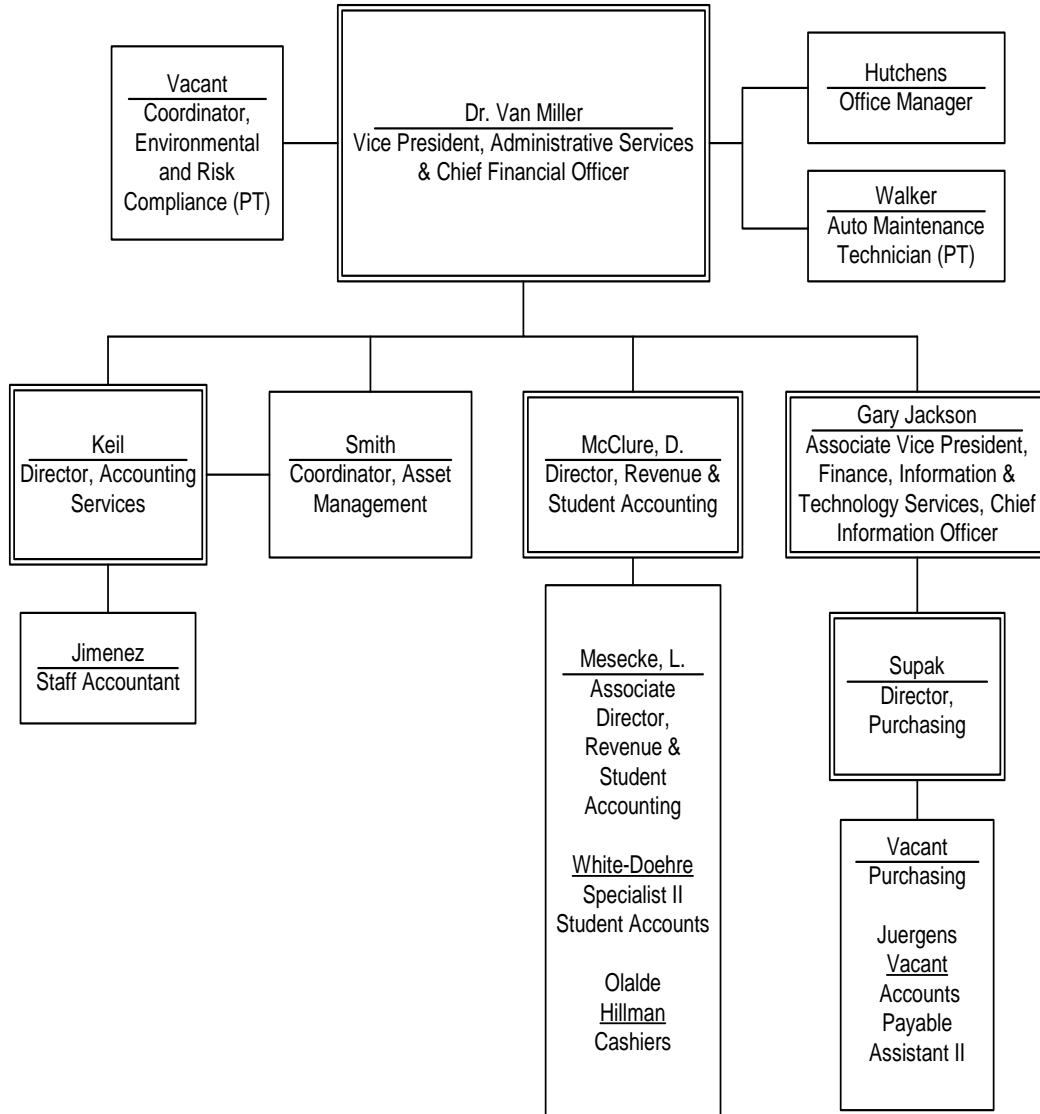 Vacant
Coordinator,
Environmental
and Risk
Compliance (PT)
Dr. Van Miller
Vice President, Administrative Services
& Chief Financial Officer
Hutchens
Office Manager
Walker
Auto Maintenance
Technician (PT)
Keil
Director, Accounting
Services
Smith
Coordinator, Asset
Management
McClure, D.
Director, Revenue &
Student Accounting
Gary Jackson
Associate Vice President,
Finance, Information &
Technology Services, Chief
Information Officer
Jimenez
Staff Accountant
Mesecke, L.
Associate
Director,
Revenue &
Student
Accounting
White-Doehre
Specialist II
Student Accounts
Olalde
Hillman
Cashiers
Supak
Director,
Purchasing
Vacant
Purchasing
Juergens
Vacant
Accounts
Payable
Assistant II